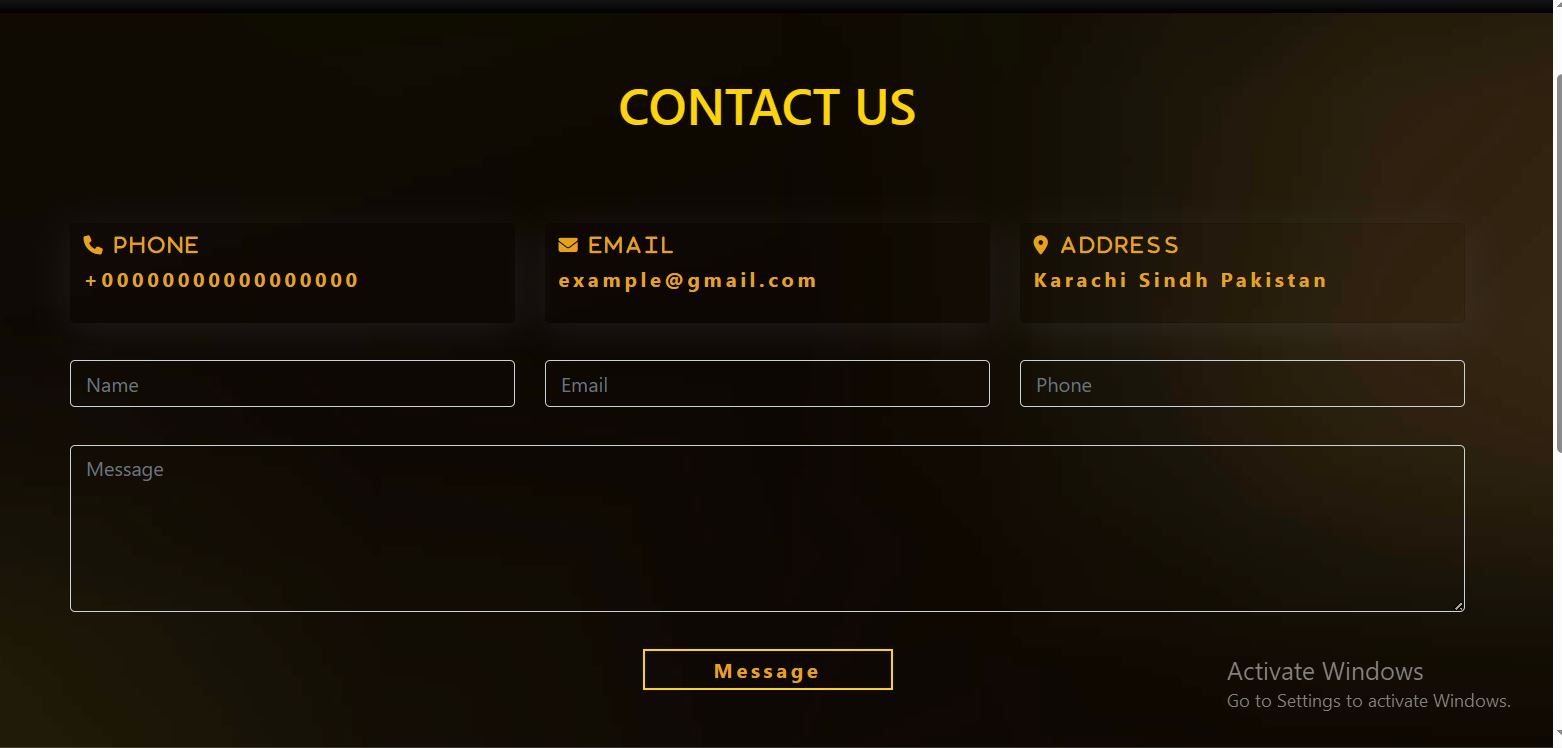 CONTACT US
PHONE
+00000000000000000
EMAIL
example@gmail.com
ADDRESS
Karachi Sindh Pakistan
Name
Email
Phone
Message
Message
Activate Windows
Go to Settings to activate Windows.